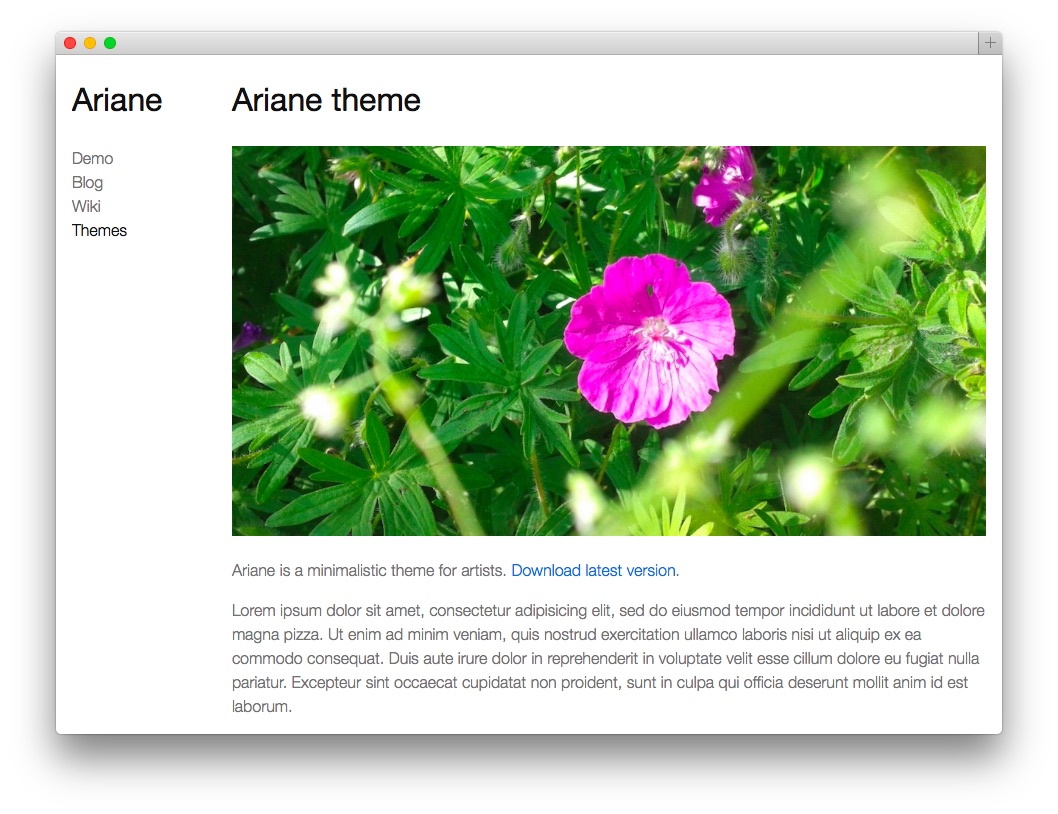 Ariane
Demo
Blog
Wiki
Themes
Ariane theme
Ariane is a minimalistic theme for artists. Download latest version.
Lorem ipsum dolor sit amet, consectetur adipisicing elit, sed do eiusmod tempor incididunt ut labore et dolore
magna pizza. Ut enim ad minim veniam, quis nostrud exercitation ullamco laboris nisi ut aliquip ex ea
commodo consequat. Duis aute irure dolor in reprehenderit in voluptate velit esse cillum dolore eu fugiat nulla
pariatur. Excepteur sint occaecat cupidatat non proident, sunt in culpa qui officia deserunt mollit anim id est
laborum.